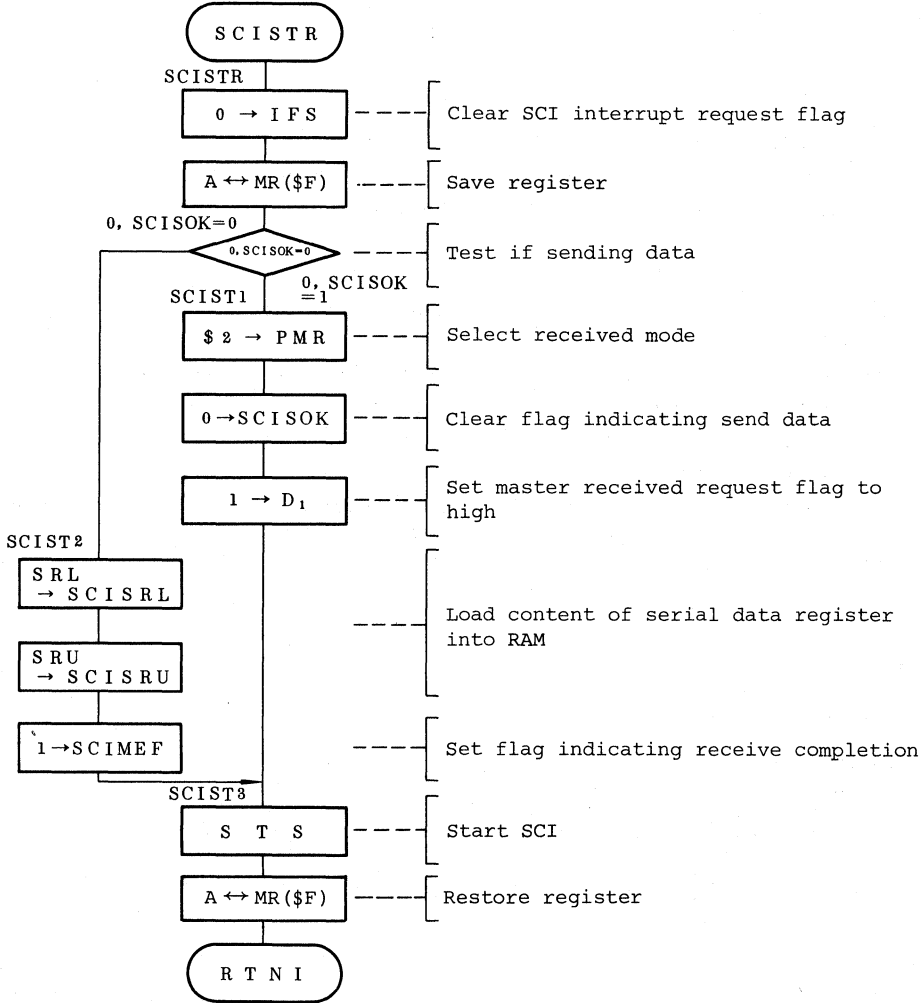 SCISTR
SCISTR
0 → IFS
Clear SCI interrupt request flag
A ↔ MR($F)
Save register
0, SCISOK=0
0, SCISOK=0
Test if sending data
0, SCISOK
=1
SCIST1
$2 → PMR
Select received mode
0→SCISOK
Clear flag indicating send data
1 → D₁
Set master received request flag to
high
SCIST2
SRL
→ SCISRL
Load content of serial data register
into RAM
SRU
→ SCISRU
1→SCIMEF
Set flag indicating receive completion
SCIST3
STS
Start SCI
A ↔ MR($F)
Restore register
RTNI